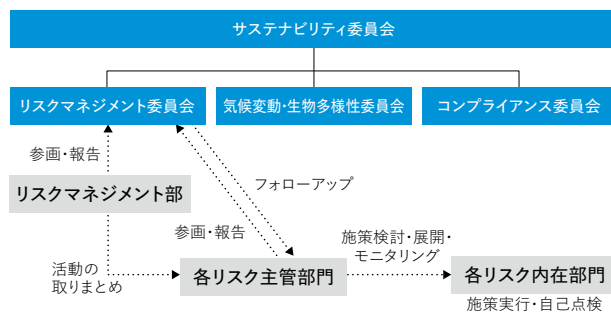 サステナビリティ委員会
リスクマネジメント委員会
気候変動・生物多様性委員会
コンプライアンス委員会
参画・報告
フォローアップ
リスクマネジメント部
参画・報告
施策検討・展開・
モニタリング
活動の
取りまとめ
各リスク主管部門
各リスク内在部門
施策実行・自己点検